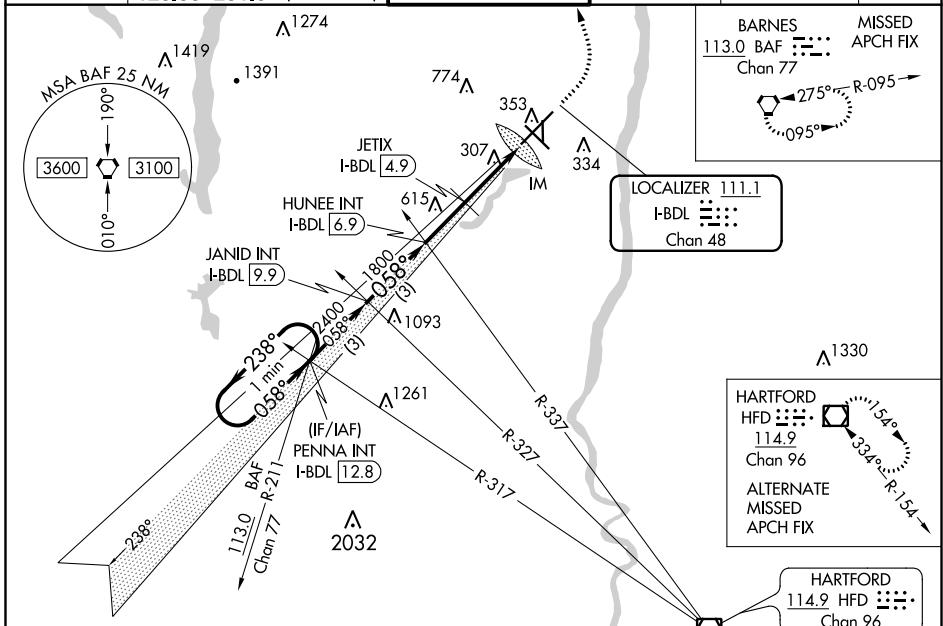 1274
1419
1391
774
353
334
307
615
MSA BAF 25 NM
190°
3600
3100
010°
BARNES
113.0 BAF
Chan 77
MISSED
APCH FIX
275°
R-095
095°
JETIX
I-BDL 4.9
IM
HUNEE INT
I-BDL 6.9
LOCALIZER 111.1
I-BDL
Chan 48
JANID INT
I-BDL 9.9
1800
058°
(3)
2400
058°
(3)
1093
238°
1 min
058°
1261
1330
(IF/IAF)
PENNA INT
I-BDL 12.8
R-337
R-327
R-317
BAF
R-211
113.0
Chan 77
238°
2032
HARTFORD
HFD
114.9
Chan 96
154°
334°
R-154
ALTERNATE
MISSED
APCH FIX
HARTFORD
114.9 HFD
Chan 96